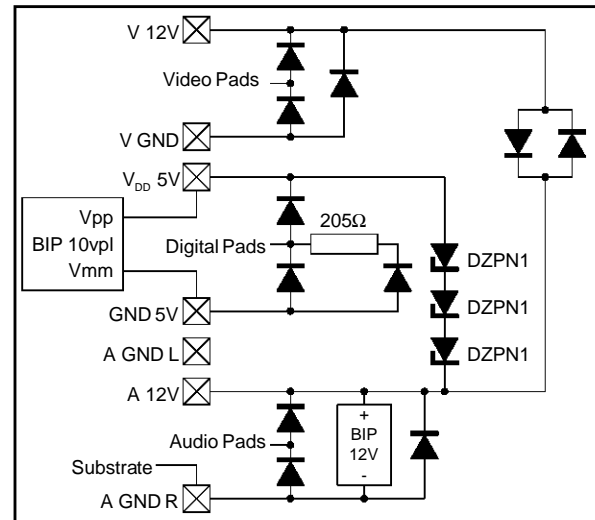 V 12V
Video Pads
V GND
VDD 5V
Vpp
BIP 10vpl
Vmm
205Ω
Digital Pads
DZPN1
DZPN1
GND 5V
A GND L
DZPN1
A 12V
+
BIP
12V
-
Audio Pads
Substrate
A GND R